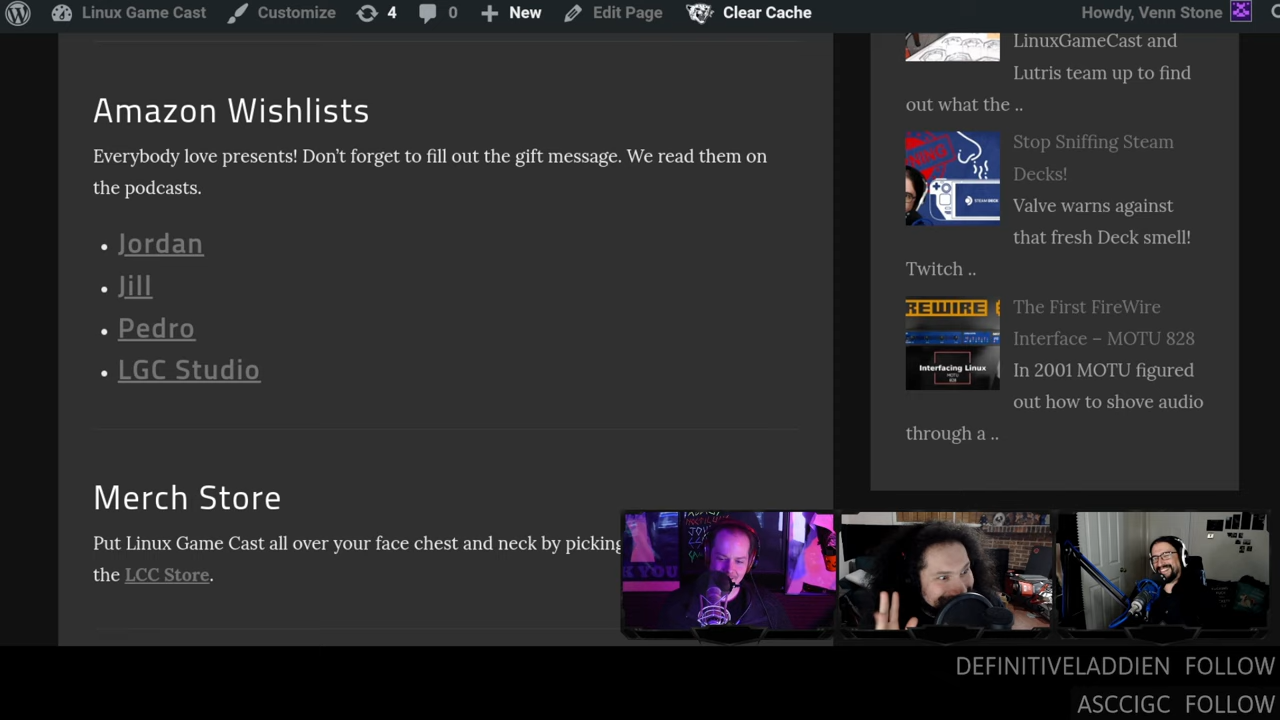 Linux Game Cast Customize 4 0 New Edit Page Clear Cache Howdy, Venn Stone
Amazon Wishlists
Everybody love presents! Don't forget to fill out the gift message. We read them on
the podcasts.
Jordan
Jill
Pedro
LGC Studio
Merch Store
Put Linux Game Cast all over your face chest and neck by picking
the LCC Store.
LinuxGameCast and
Lutris team up to find
out what the ..
Stop Sniffing Steam
Decks!
Valve warns against
that fresh Deck smell!
Twitch ..
STEAM DECK
The First FireWire
Interface – MOTU 828
In 2001 MOTU figured
out how to shove audio
through a ..
REWIRE
Interfacing Linux
MOTU
828
DEFINITIVELADDIEN FOLLOW
ASCCIGC FOLLOW